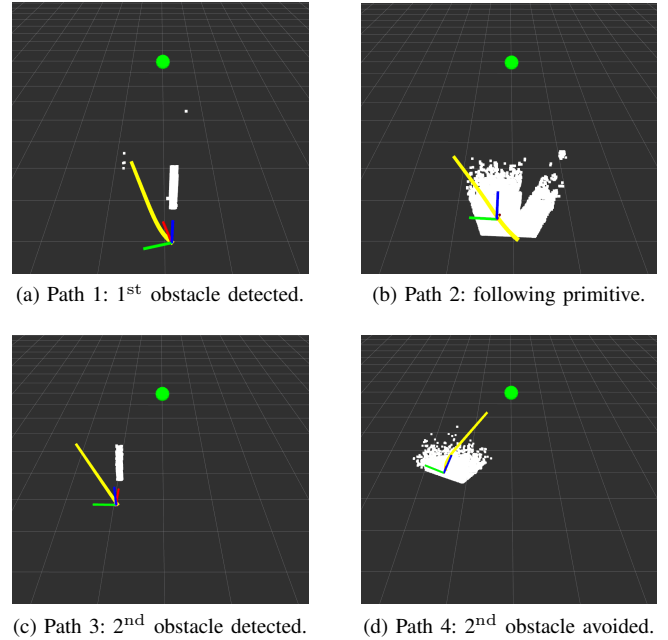 (a) Path 1: 1st obstacle detected.
(b) Path 2: following primitive.
(c) Path 3: 2nd obstacle detected.
(d) Path 4: 2nd obstacle avoided.